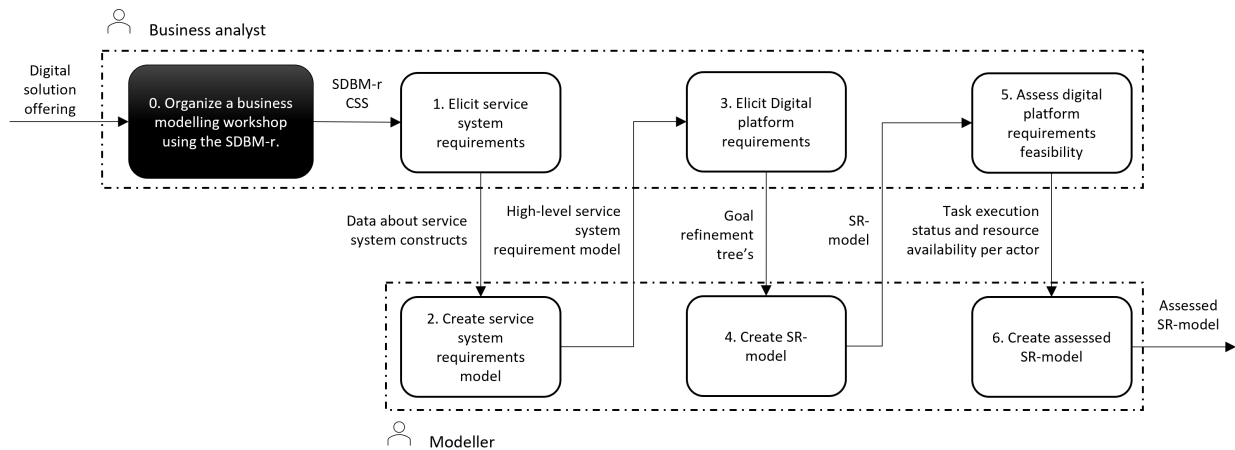 Business analyst
Digital
solution
offering
0. Organize a business
modelling workshop
using the SDBM-r.
SDBM-r
CSS
1. Elicit service
system
requirements
3. Elicit Digital
platform
requirements
5. Assess digital
platform
requirements
feasibility
Data about service
system constructs
High-level service
system
requirement model
Goal
refinement
tree's
SR-
model
Task execution
status and resource
availability per actor
2. Create service
system
requirements
model
4. Create SR-
model
6. Create assessed
SR-model
Assessed
SR-model
Modeller